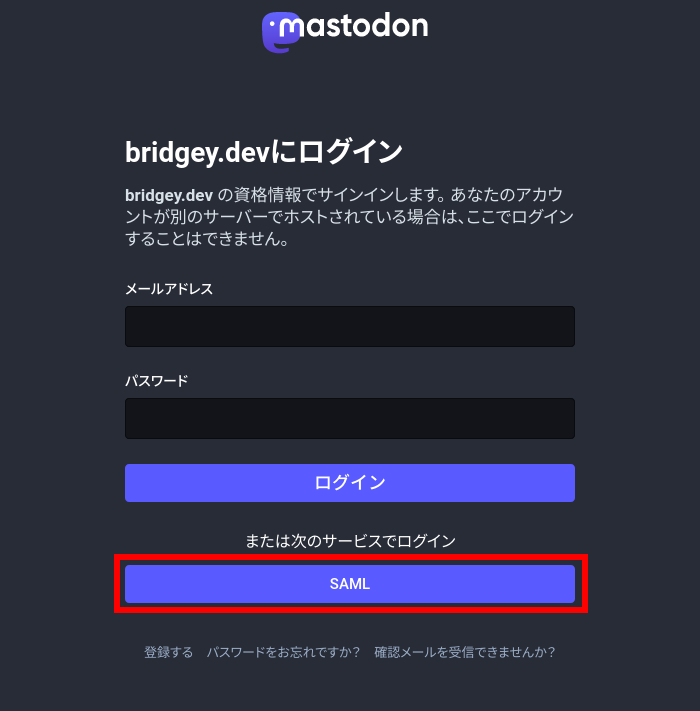 mastodon
bridgey.devにログイン
bridgey.dev の資格情報でサインインします。あなたのアカウ
ントが別のサーバーでホストされている場合は、ここでログイン
することはできません。
メールアドレス
パスワード
ログイン
または次のサービスでログイン
SAML
登録する パスワードをお忘れですか? 確認メールを受信できませんか?